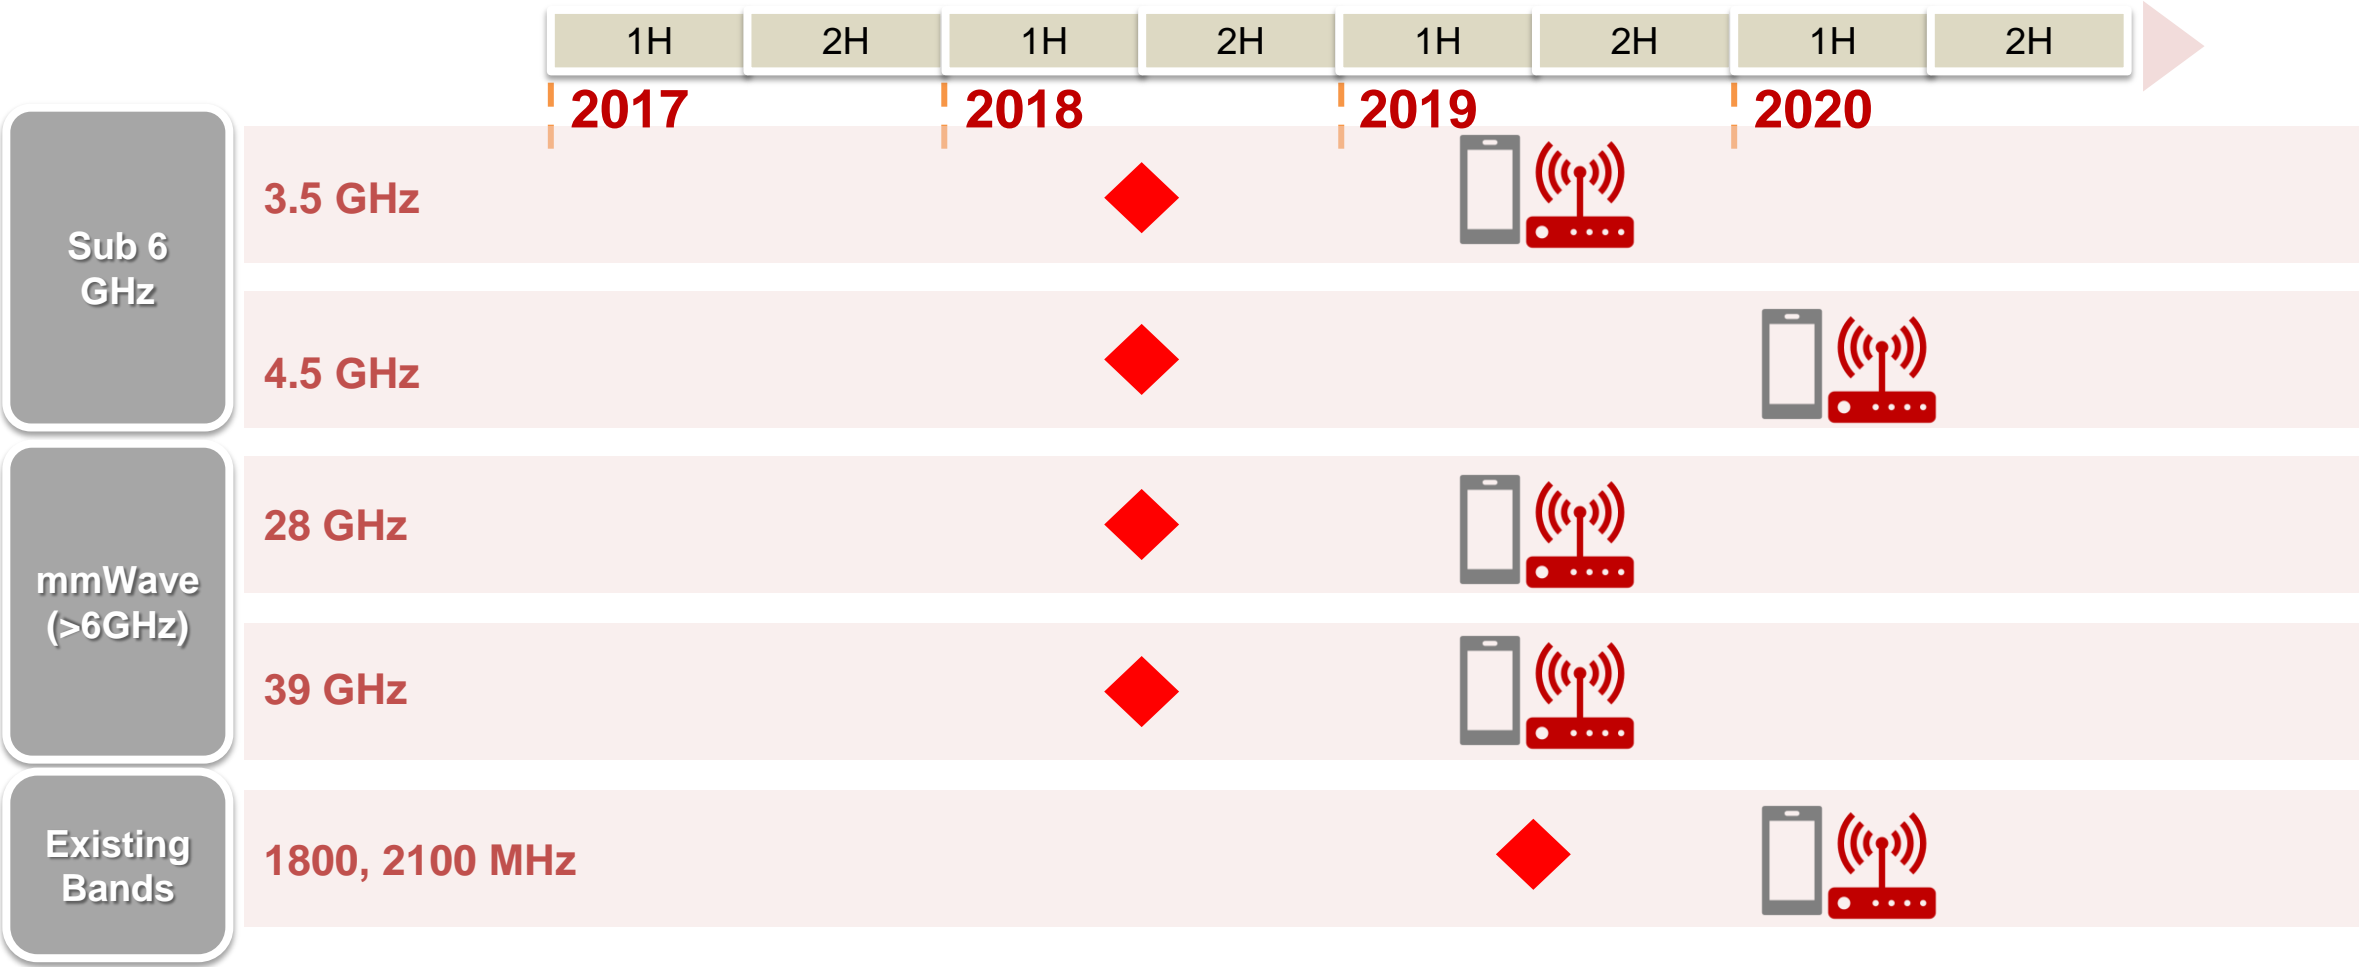 1H 2H 1H 2H 1H 2H 1H 2H
2017 2018 2019 2020
Sub 6
GHz
3.5 GHz
4.5 GHz
mmWave
(>6GHz)
28 GHz
39 GHz
Existing
Bands
1800, 2100 MHz